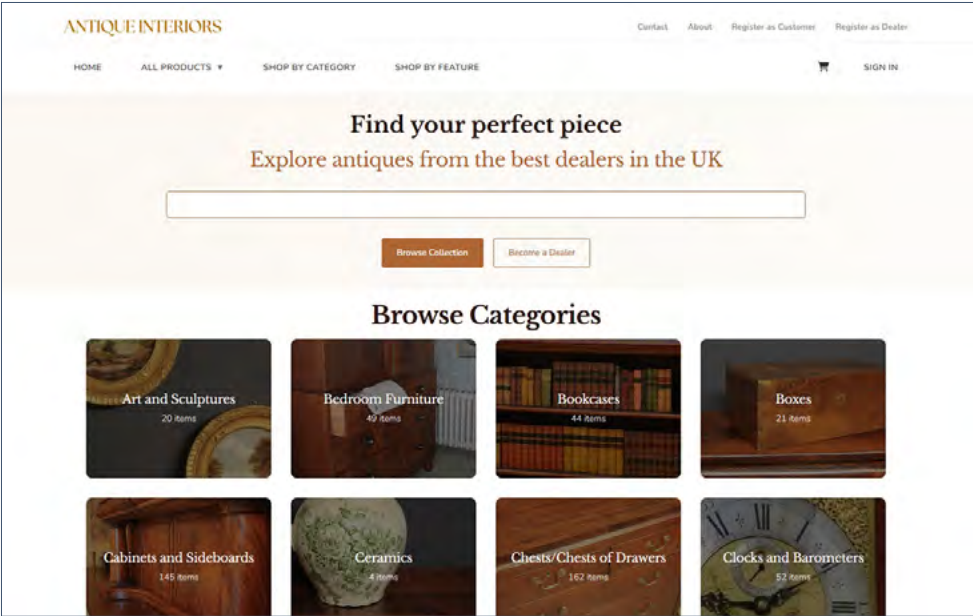 ANTIQUE INTERIORS
Contact About Register as Customer Register as Dealer
HOME ALL PRODUCTS ▼ SHOP BY CATEGORY SHOP BY FEATURE SIGN IN
Find your perfect piece
Explore antiques from the best dealers in the UK
Browse Collection Become a Dealer
Browse Categories
Art and Sculptures Bedroom Furniture Bookcases Boxes
20 items 49 items 44 items 21 items
Cabinets and Sideboards Ceramics Chests/Chests of Drawers Clocks and Barometers
145 items 4 items 162 items 52 items